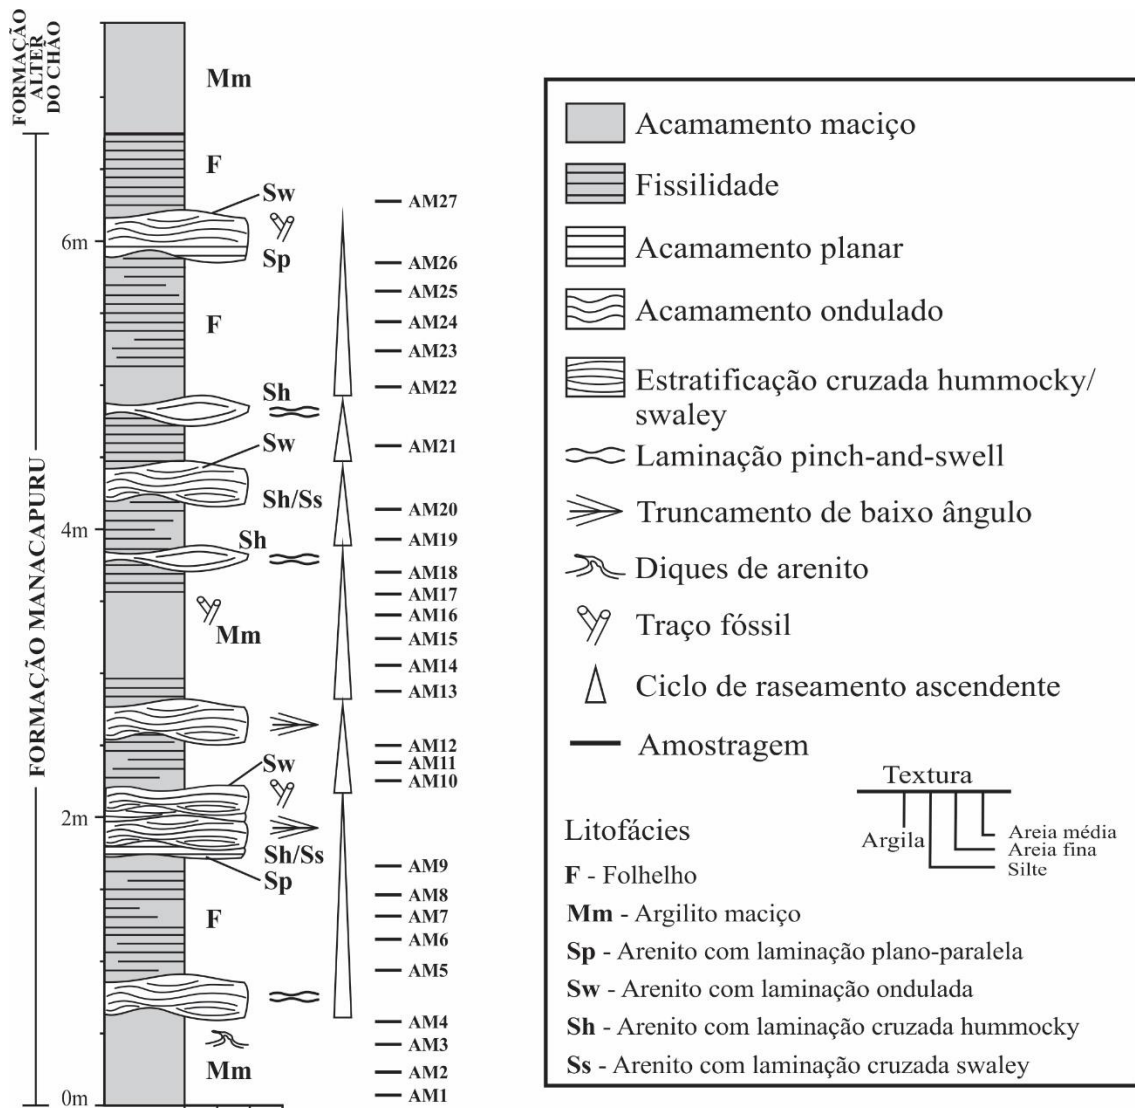 FORMAÇÃO
ALTER
DO CHÃO
FORMAÇÃO MANACAPURU
Mm
F
Sw
6m
Sp
F
Sh
Sw
Sh/Ss
4m
Sh
Mm
Sw
2m
Sh/Ss
Sp
F
Mm
0m
AM27
AM26
AM25
AM24
AM23
AM22
AM21
AM20
AM19
AM18
AM17
AM16
AM15
AM14
AM13
AM12
AM11
AM10
AM9
AM8
AM7
AM6
AM5
AM4
AM3
AM2
AM1
Acamamento maciço
Fissilidade
Acamamento planar
Acamamento ondulado
Estratificação cruzada hummocky/
swaley
Laminação pinch-and-swell
Truncamento de baixo ângulo
Diques de arenito
Traço fóssil
Ciclo de raseamento ascendente
Amostragem
Textura
Argila
Areia média
Areia fina
Silte
Litofácies
F - Folhelho
Mm - Argilito maciço
Sp - Arenito com laminação plano-paralela
Sw - Arenito com laminação ondulada
Sh - Arenito com laminação cruzada hummocky
Ss - Arenito com laminação cruzada swaley